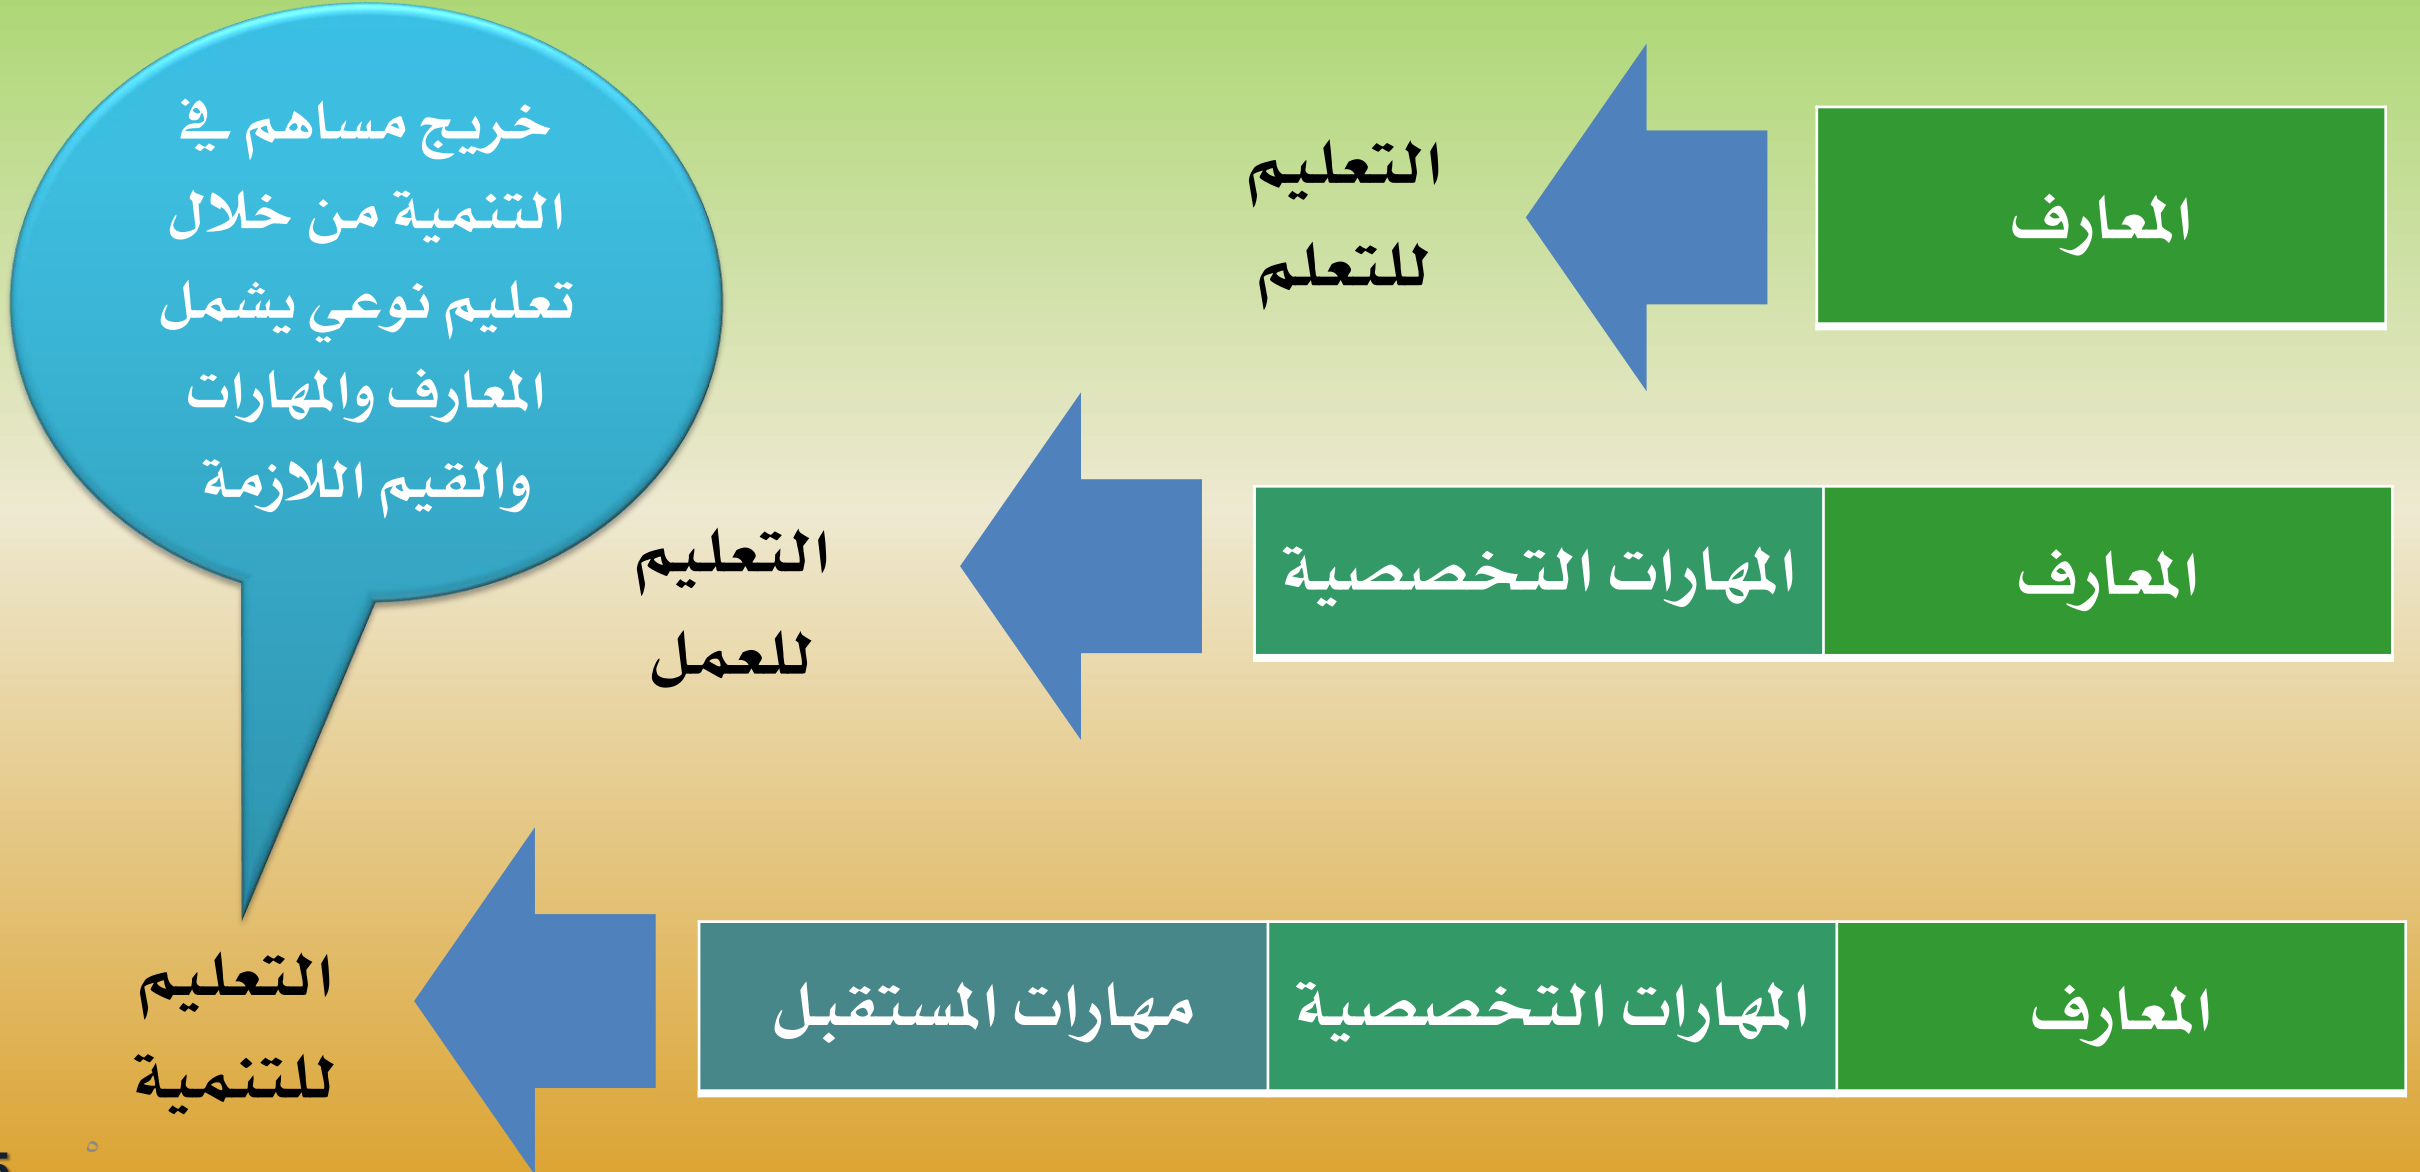 خريج مساهم في
التنمية من خلال
تعليم نوعي يشمل
المعارف والمهارات
والقيم اللازمة
المعارف
التعليم
للتعلم
المعارف
المهارات التخصصية
التعليم
للعمل
المعارف
المهارات التخصصية
مهارات المستقبل
التعليم
للتنمية
٥